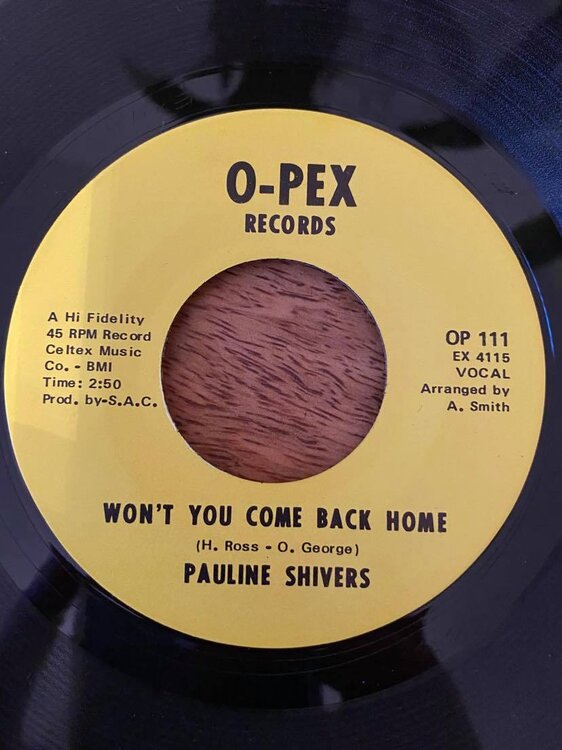 O-PEX
RECORDS
A Hi Fidelity
45 RPM Record
Celtex Music
Co. - BMI
Time: 2:50
Prod. by-S.A.C.
OP 111
EX 4115
VOCAL
Arranged by
A. Smith
WON'T YOU COME BACK HOME
(H. Ross - O. George)
PAULINE SHIVERS